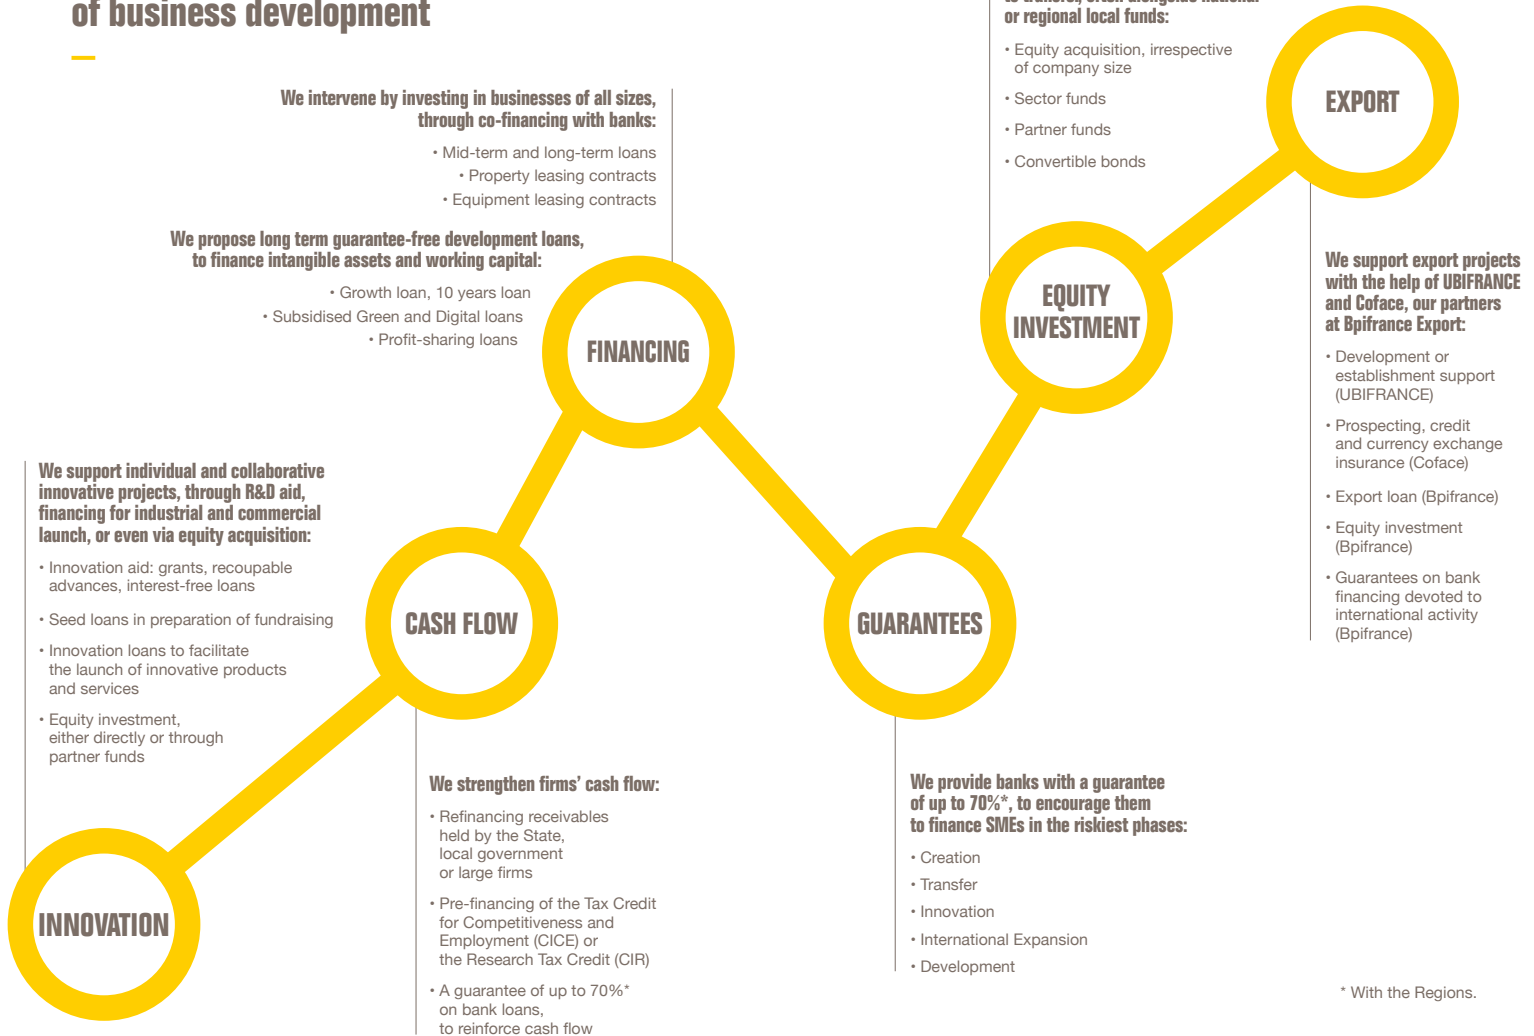 of business development
We intervene by investing in businesses of all sizes,
through co-financing with banks:
• Mid-term and long-term loans
• Property leasing contracts
• Equipment leasing contracts
We propose long term guarantee-free development loans,
to finance intangible assets and working capital:
• Growth loan, 10 years loan
• Subsidised Green and Digital loans
• Profit-sharing loans
FINANCING
or regional local funds:
• Equity acquisition, irrespective
of company size
• Sector funds
• Partner funds
• Convertible bonds
EXPORT
EQUITY
INVESTMENT
We support export projects
with the help of UBIFRANCE
and Coface, our partners
at Bpifrance Export:
• Development or
establishment support
(UBIFRANCE)
• Prospecting, credit
and currency exchange
insurance (Coface)
• Export loan (Bpifrance)
• Equity investment
(Bpifrance)
• Guarantees on bank
financing devoted to
international activity
(Bpifrance)
We support individual and collaborative
innovative projects, through R&D aid,
financing for industrial and commercial
launch, or even via equity acquisition:
• Innovation aid: grants, recoupable
advances, interest-free loans
• Seed loans in preparation of fundraising
• Innovation loans to facilitate
the launch of innovative products
and services
• Equity investment,
either directly or through
partner funds
INNOVATION
CASH FLOW
We strengthen firms' cash flow:
• Refinancing receivables
held by the State,
local government
or large firms
• Pre-financing of the Tax Credit
for Competitiveness and
Employment (CICE) or
the Research Tax Credit (CIR)
• A guarantee of up to 70%*
on bank loans,
to reinforce cash flow
GUARANTEES
We provide banks with a guarantee
of up to 70%*, to encourage them
to finance SMEs in the riskiest phases:
• Creation
• Transfer
• Innovation
• International Expansion
• Development
* With the Regions.